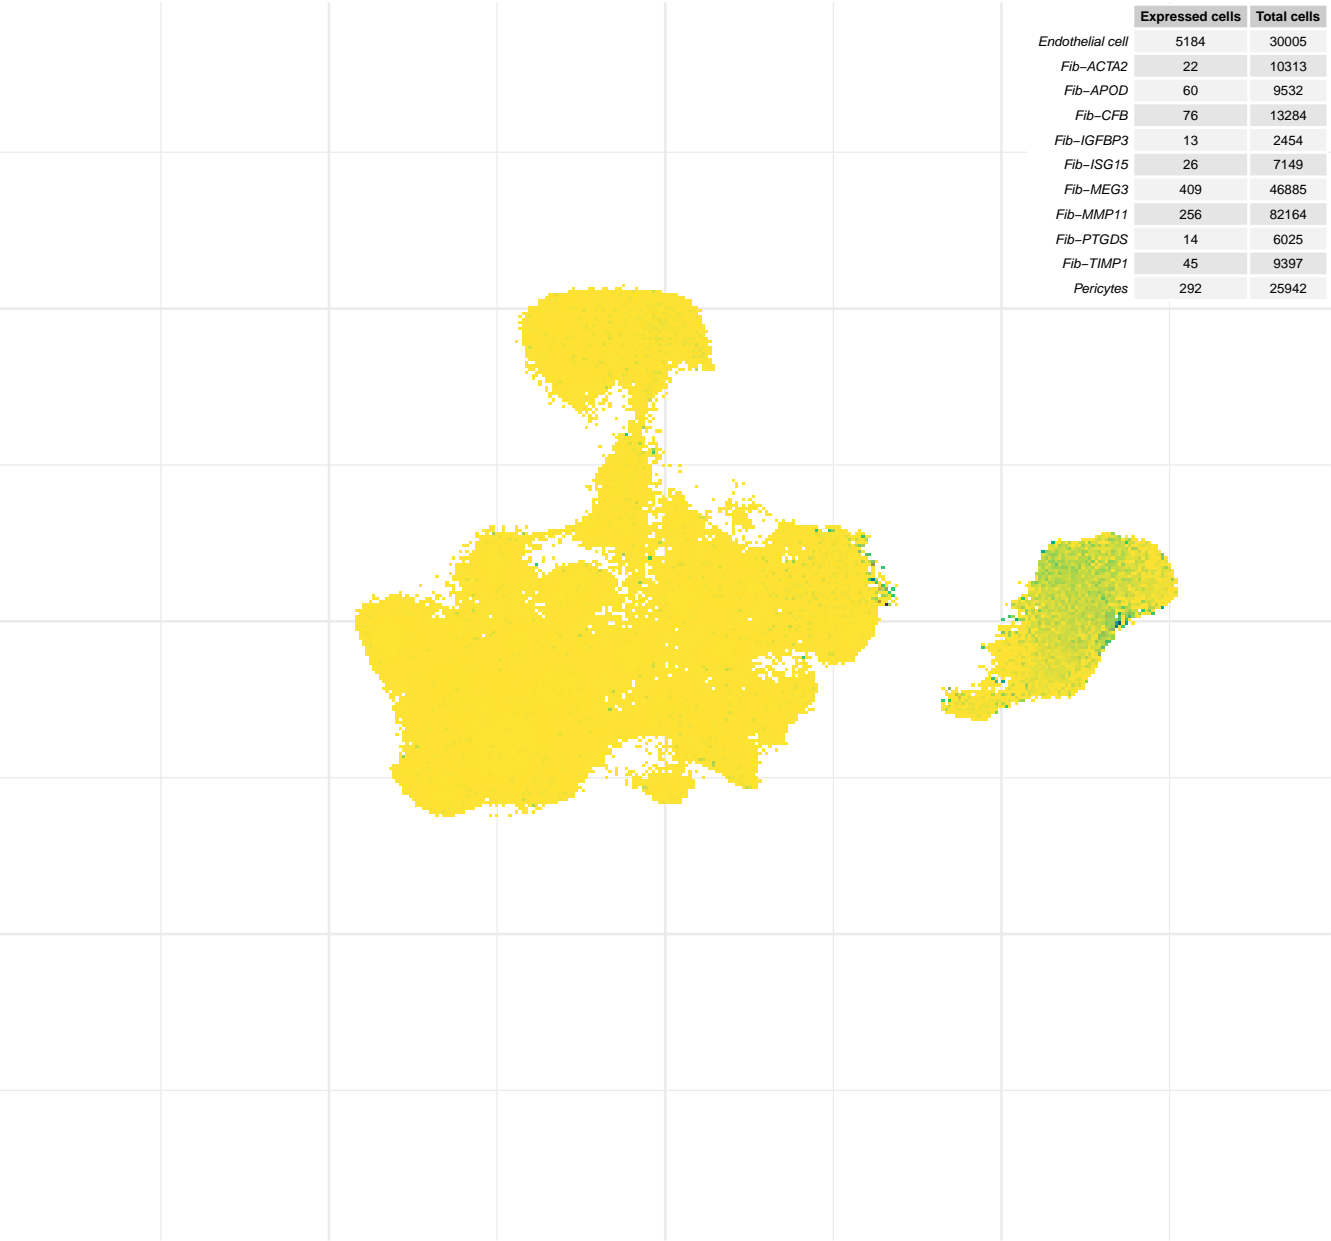 Expressed cells Total cells
Endothelial cell 5184 30005
Fib−ACTA2 22 10313
Fib−APOD 60 9532
Fib−CFB 76 13284
Fib−IGFBP3 13 2454
Fib−ISG15 26 7149
Fib−MEG3 409 46885
Fib−MMP11 256 82164
Fib−PTGDS 14 6025
Fib−TIMP1 45 9397
Pericytes 292 25942